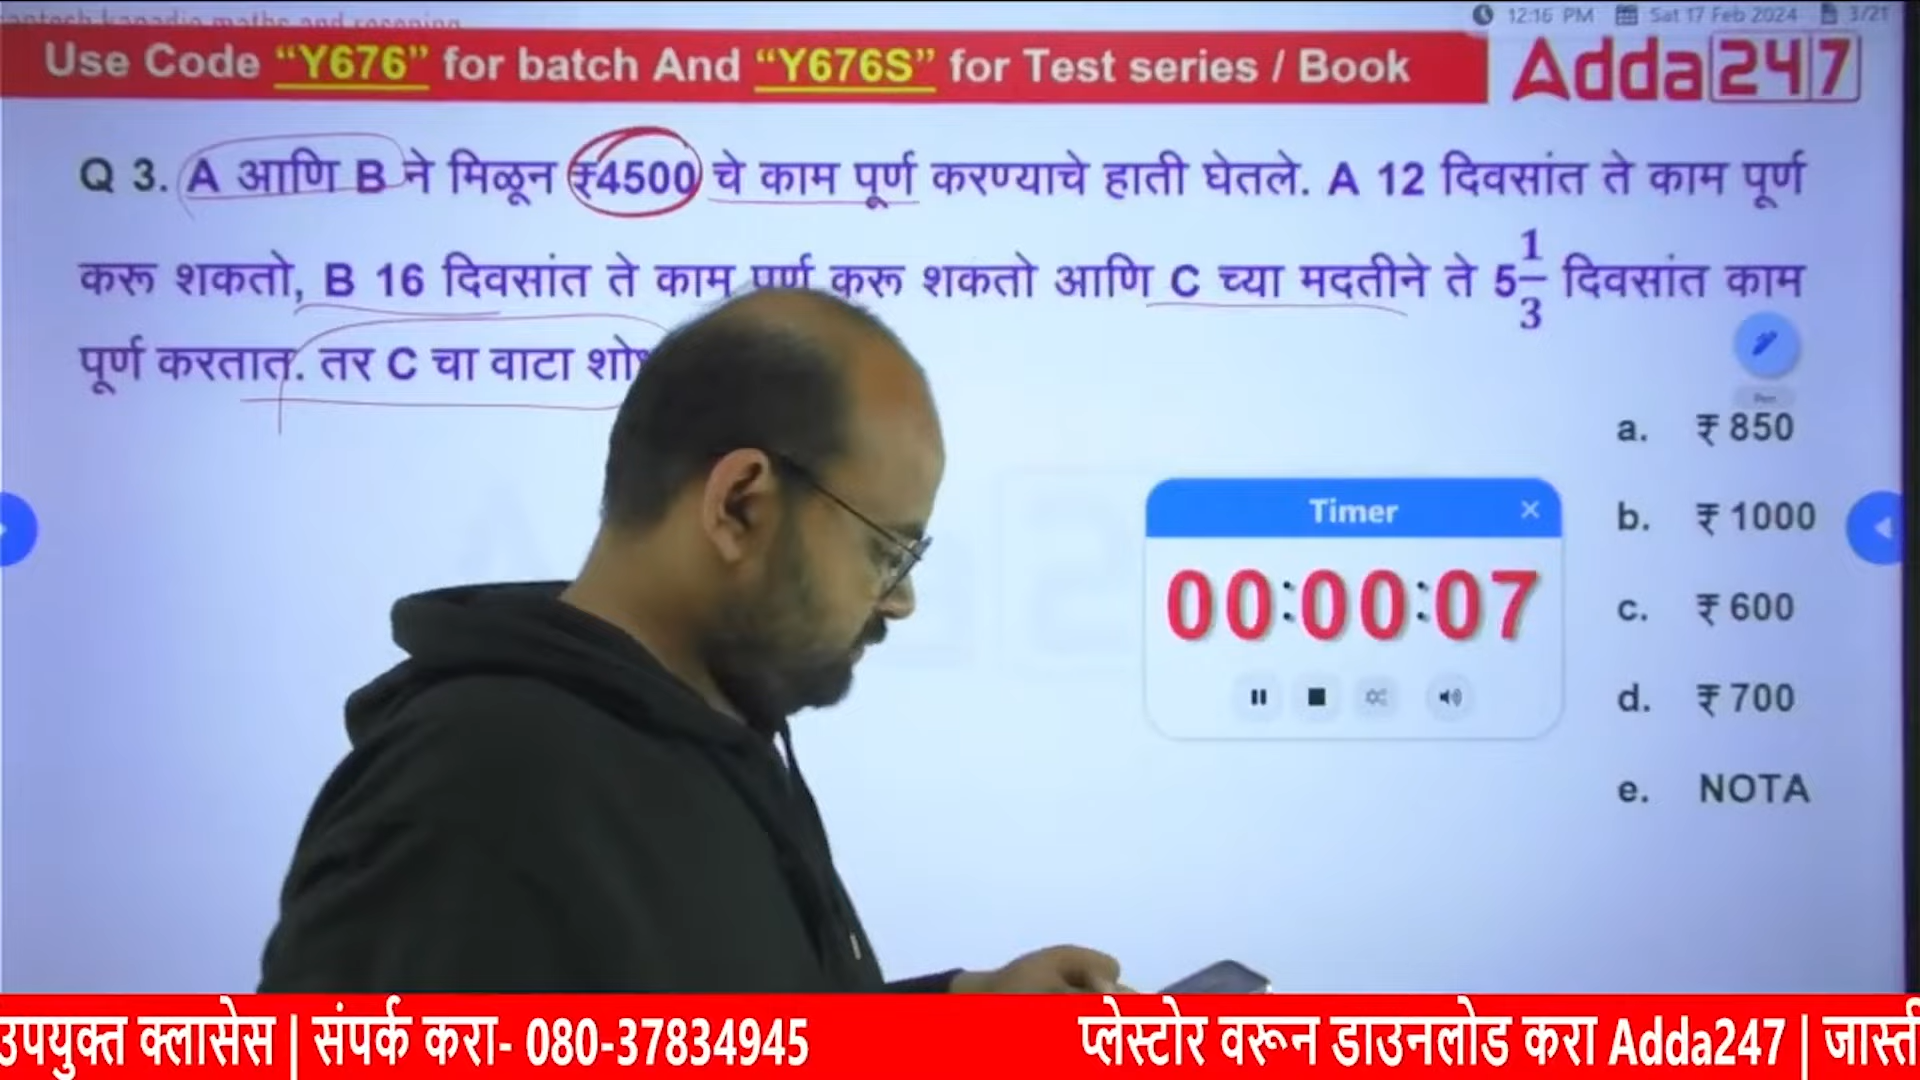 12:16 PM Sat 17 Feb 2024 3/21
Use Code “Y676” for batch And “Y676S” for Test series / Book
Adda247
Q 3. A आणि B ने मिळून ₹4500 चे काम पूर्ण करण्याचे हाती घेतले. A 12 दिवसांत ते काम पूर्ण
करू शकतो, B 16 दिवसांत ते काम पूर्ण करू शकतो आणि C च्या मदतीने ते 5 1/3 दिवसांत काम
पूर्ण करतात. तर C चा वाटा
Pen
a. ₹ 850
b. ₹ 1000
c. ₹ 600
d. ₹ 700
e. NOTA
Timer
00:00:07
उपयुक्त क्लासेस | संपर्क करा- 080-37834945
प्लेस्टोर वरून डाउनलोड करा Adda247 | जास्ती